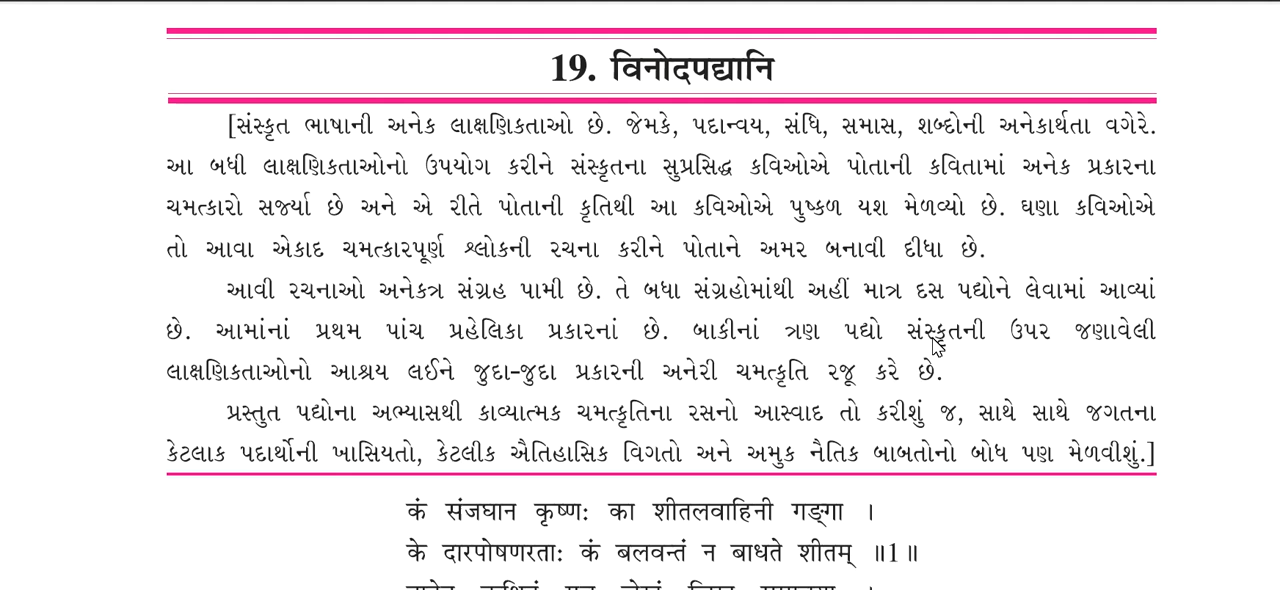 19. विनोदपद्यानि
[સંસ્કૃત ભાષાની અનેક લાક્ષણિકતાઓ છે. જેમકે, પદાન્વય, સંધિ, સમાસ, શબ્દોની અનેકાર્થતા વગેરે.
આ બધી લાક્ષણિકતાઓનો ઉપયોગ કરીને સંસ્કૃતના સુપ્રસિદ્ધ કવિઓએ પોતાની કવિતામાં અનેક પ્રકારના
ચમત્કારો સર્જ્યા છે અને એ રીતે પોતાની કૃતિથી આ કવિઓએ પુષ્કળ યશ મેળવ્યો છે. ઘણા કવિઓએ
તો આવા એકાદ ચમત્કારપૂર્ણ શ્લોકની રચના કરીને પોતાને અમર બનાવી દીધા છે.
આવી રચનાઓ અનેકત્ર સંગ્રહ પામી છે. તે બધા સંગ્રહોમાંથી અહીં માત્ર દસ પદ્યોને લેવામાં આવ્યાં
છે. આમાંનાં પ્રથમ પાંચ પ્રહેલિકા પ્રકારનાં છે. બાકીનાં ત્રણ પદ્યો સંસ્કૃતની ઉપર જણાવેલી
લાક્ષણિકતાઓનો આશ્રય લઈને જુદા-જુદા પ્રકારની અનેરી ચમત્કૃતિ રજૂ કરે છે.
પ્રસ્તુત પદ્યોના અભ્યાસથી કાવ્યાત્મક ચમત્કૃતિના રસનો આસ્વાદ તો કરીશું જ, સાથે સાથે જગતના
કેટલાક પદાર્થોની ખાસિયતો, કેટલીક ઐતિહાસિક વિગતો અને અમુક નૈતિક બાબતોનો બોધ પણ મેળવીશું.]
कं संजघान कृष्णः का शीतलवाहिनी गङ्गा ।
के दारपोषणरताः कं बलवन्तं न बाधते शीतम् ॥1॥